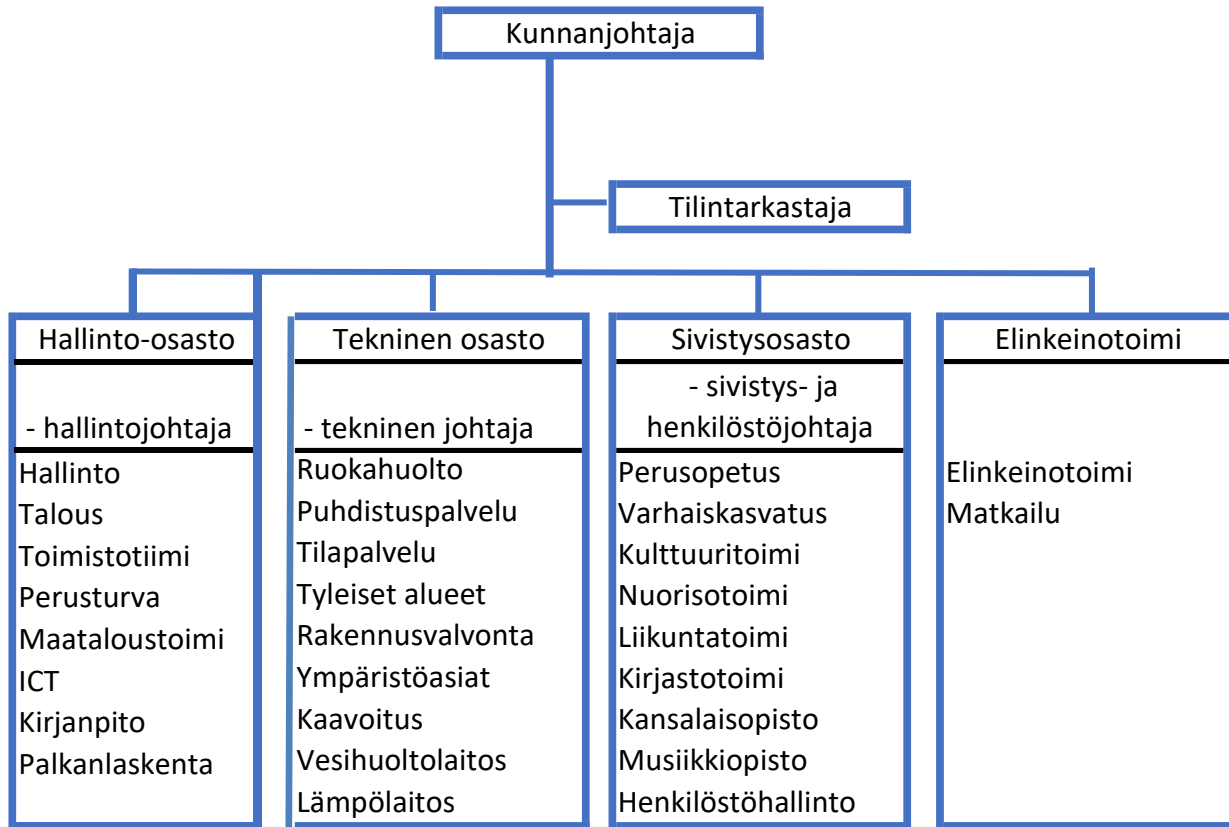 Kunnanjohtaja
Tilintarkastaja
Hallinto-osasto
- hallintojohtaja
Hallinto
Talous
Toimistotiimi
Perusturva
Maataloustoimi
ICT
Kirjanpito
Palkanlaskenta
Tekninen osasto
- tekninen johtaja
Ruokahuolto
Puhdistuspalvelu
Tilapalvelu
Tyleiset alueet
Rakennusvalvonta
Ympäristöasiat
Kaavoitus
Vesihuoltolaitos
Lämpölaitos
Sivistysosasto
- sivistys- ja
henkilöstöjohtaja
Perusopetus
Varhaiskasvatus
Kulttuuritoimi
Nuorisotoimi
Liikuntatoimi
Kirjastotoimi
Kansalaisopisto
Musiikkiopisto
Henkilöstöhallinto
Elinkeinotoimi
Elinkeinotoimi
Matkailu